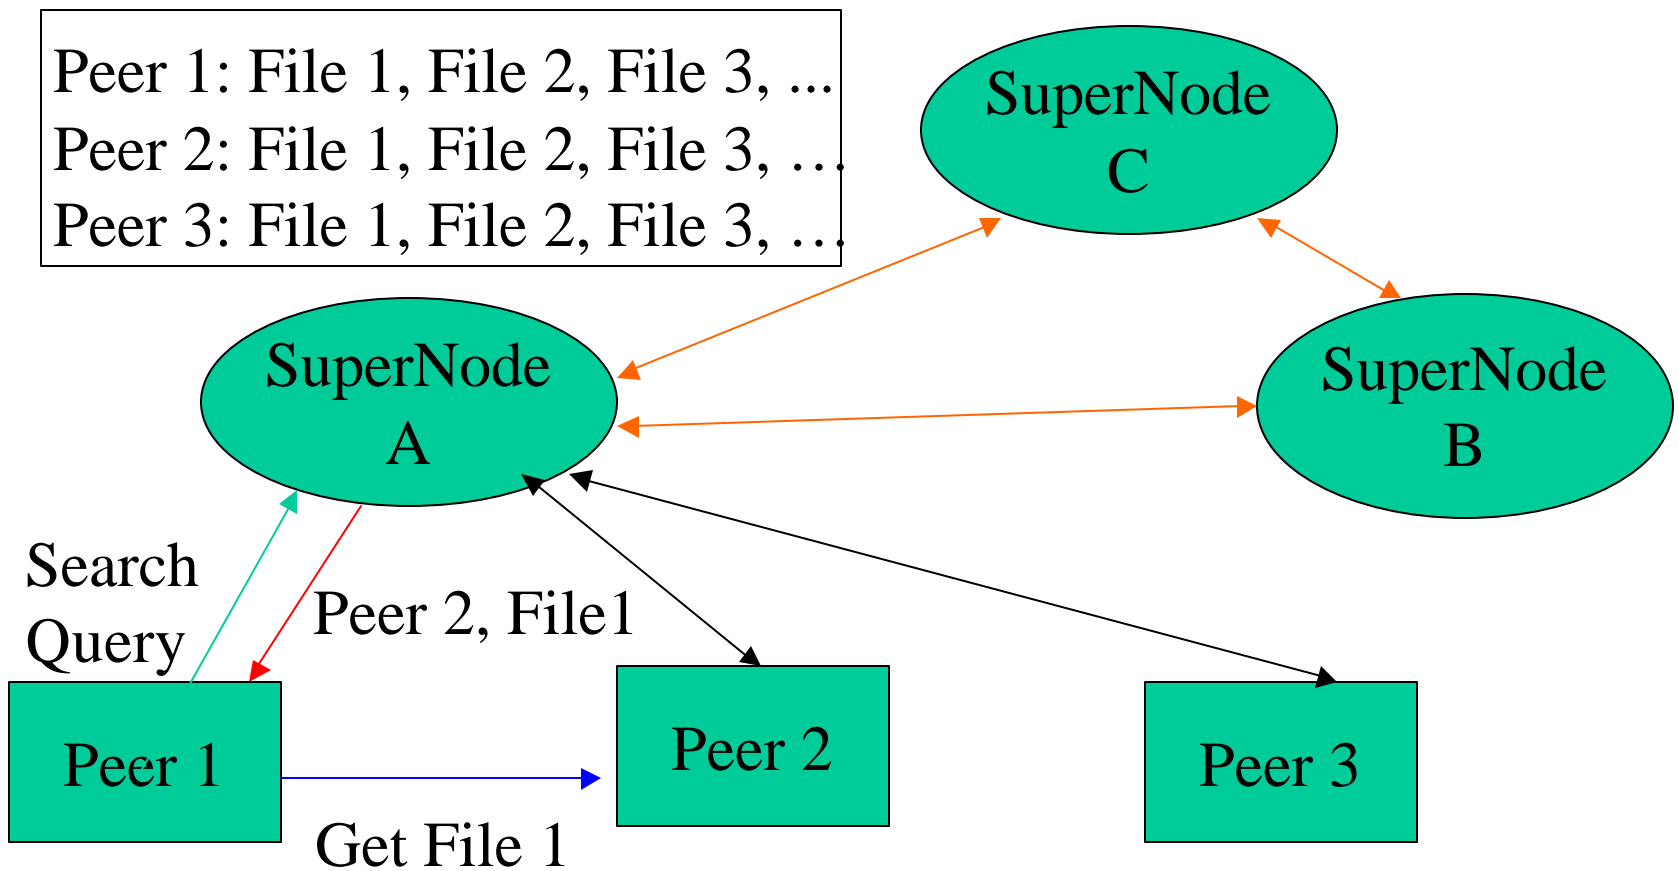 Peer 1: File 1, File 2, File 3, ...
Peer 2: File 1, File 2, File 3, …
Peer 3: File 1, File 2, File 3, …
SuperNode
C
SuperNode
A
SuperNode
B
Search
Query
Peer 2, File1
Peer 1
Peer 2
Peer 3
Get File 1